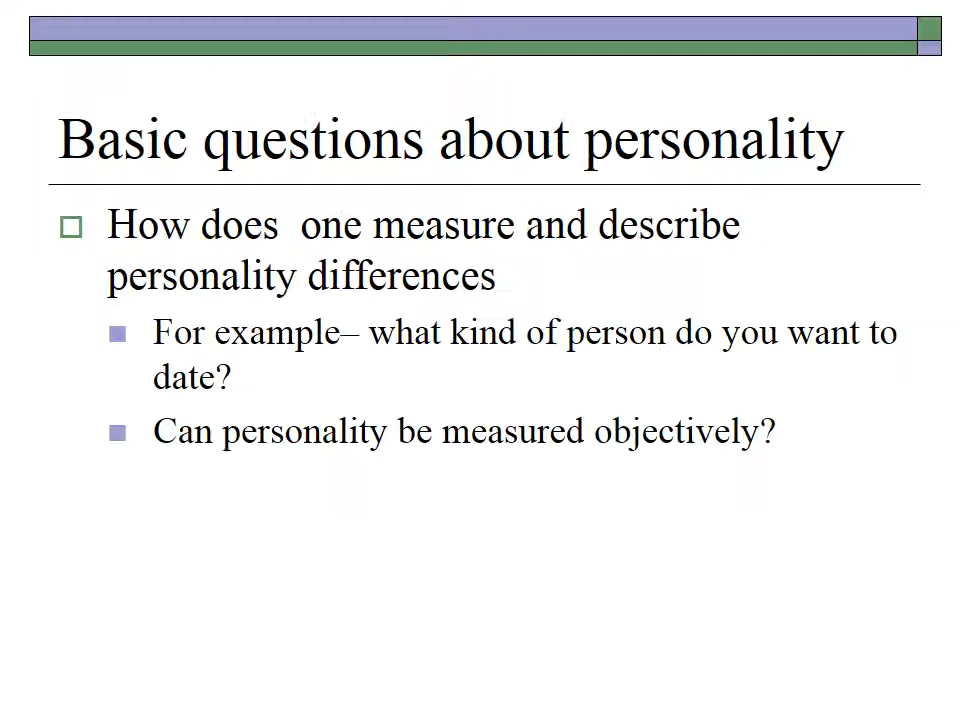 Basic questions about personality
How does  one measure and describe
personality differences
For example– what kind of person do you want to
date?
Can personality be measured objectively?